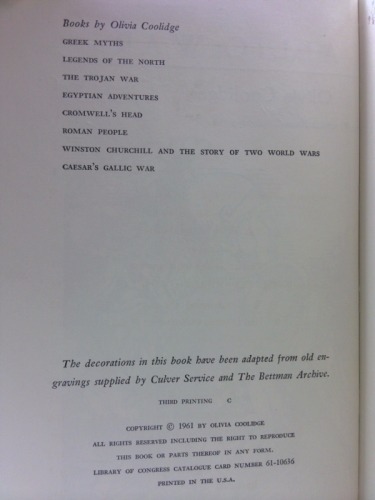 Books by Olivia Coolidge
GREEK MYTHS
LEGENDS OF THE NORTH
THE TROJAN WAR
EGYPTIAN ADVENTURES
CROMWELL'S HEAD
ROMAN PEOPLE
WINSTON CHURCHILL AND THE STORY OF TWO WORLD WARS
CAESAR'S GALLIC WAR
The decorations in this book have been adapted from old en-
gravings supplied by Culver Service and The Bettman Archive.
THIRD PRINTING C
COPYRIGHT © 1961 BY OLIVIA COOLIDGE
ALL RIGHTS RESERVED INCLUDING THE RIGHT TO REPRODUCE
THIS BOOK OR PARTS THEREOF IN ANY FORM.
LIBRARY OF CONGRESS CATALOGUE CARD NUMBER 61-10636
PRINTED IN THE U.S.A.